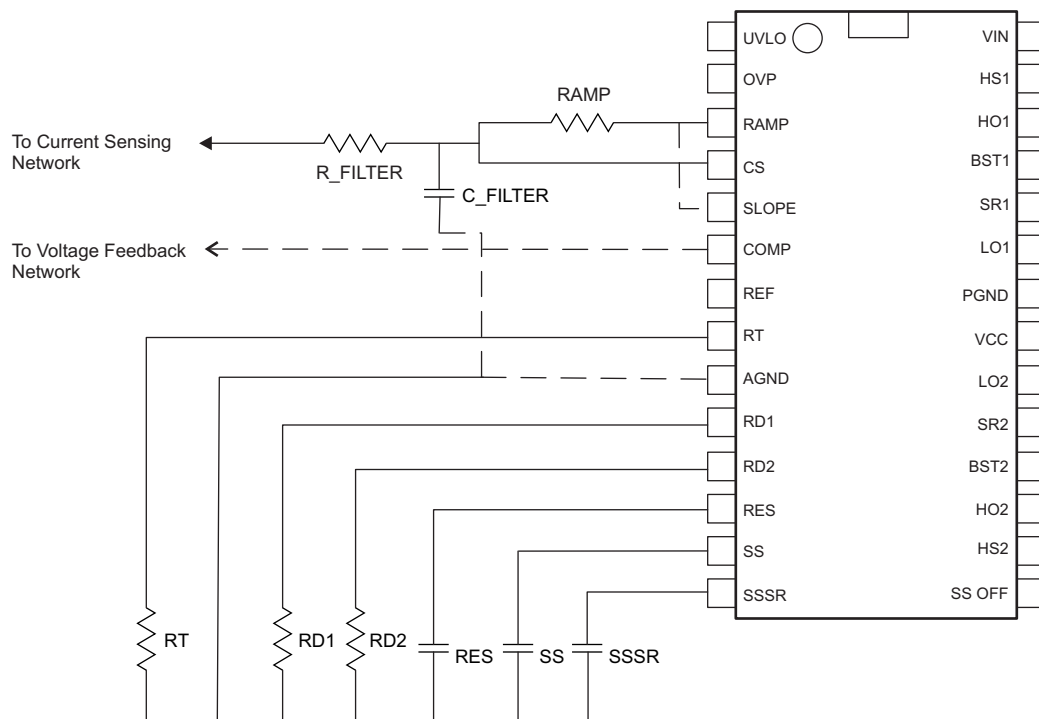 RAMP
To Current Sensing
Network
R_FILTER
C_FILTER
To Voltage Feedback
Network
UVLO
OVP
RAMP
CS
SLOPE
COMP
REF
RT
AGND
RD1
RD2
RES
SS
SSSR
VIN
HS1
HO1
BST1
SR1
LO1
PGND
VCC
LO2
SR2
BST2
HO2
HS2
SS OFF
RT
RD1
RD2
RES
SS
SSSR